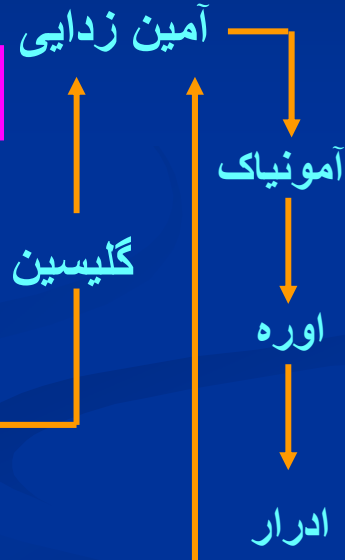 آمین زدایی
آمونیاک
گلیسین
اوره
ادرار